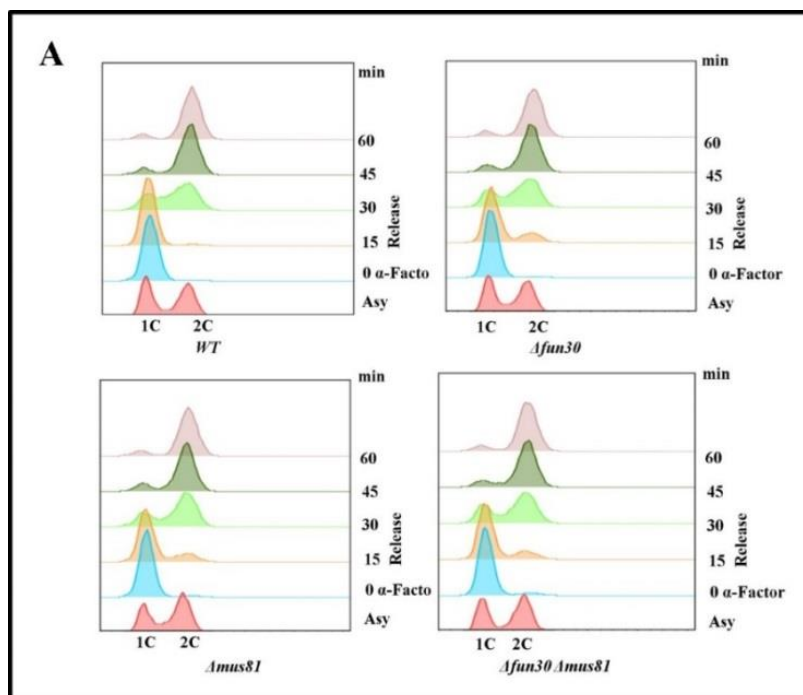 A
min
60
45
30
15
Release
0 α-Facto
Asy
1C 2C
WT
min
60
45
30
15
Release
0 α-Factor
Asy
1C 2C
Δfun30
min
60
45
30
15
Release
0 α-Facto
Asy
1C 2C
Δmus81
min
60
45
30
15
Release
0 α-Factor
Asy
1C 2C
Δfun30 Δmus81